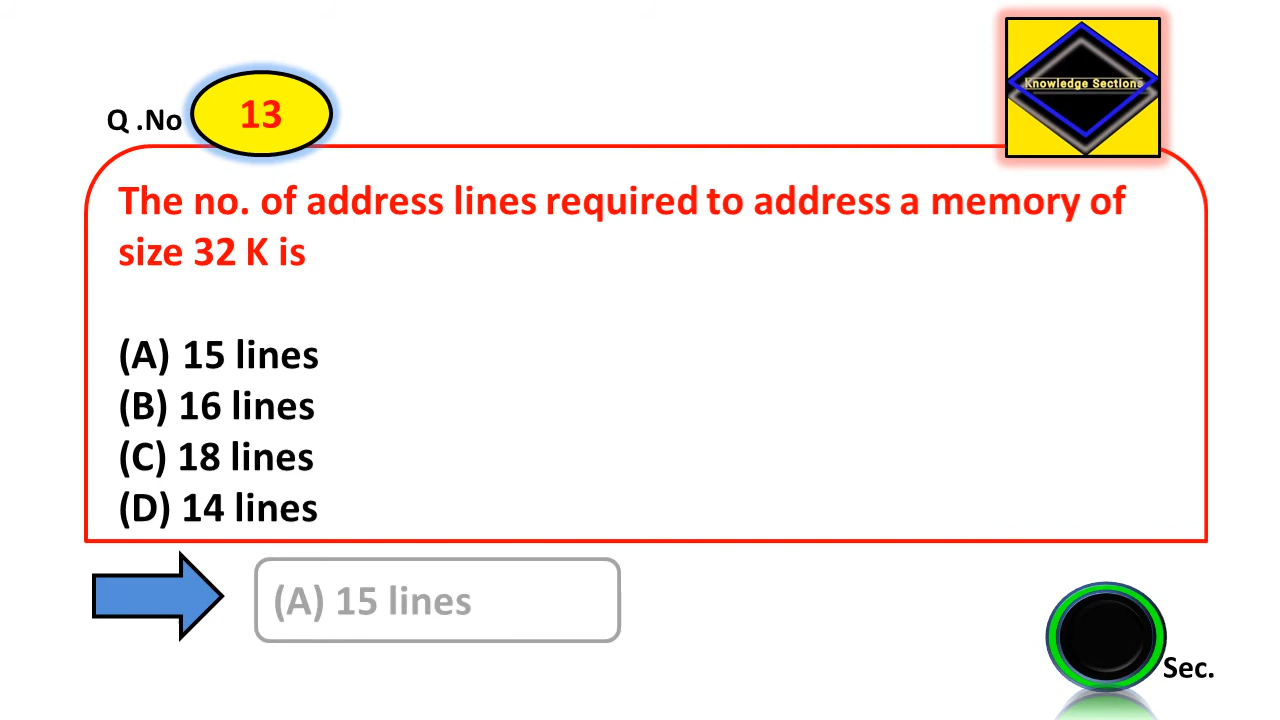 Knowledge Sections
Q .No 13
The no. of address lines required to address a memory of
size 32 K is
(A) 15 lines
(B) 16 lines
(C) 18 lines
(D) 14 lines
(A) 15 lines
Sec.